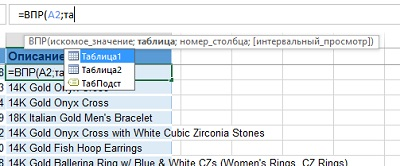 =ВПР(A2;та
ВПР(искомое_значение; таблица; номер_столбца; [интервальный_просмотр])
Описание
Таблица1
=ВПР(A2;та
Таблица2
ТабПодст
14K Gold Onyx Cross
14K Gold Onyx Cross
18K Italian Gold Men's Bracelet
14K Gold Onyx Cross with White Cubic Zirconia Stones
14K Gold Fish Hoop Earrings
14K Gold Ballerina Ring w/ Blue & White CZs (Women's Rings, CZ Rings)